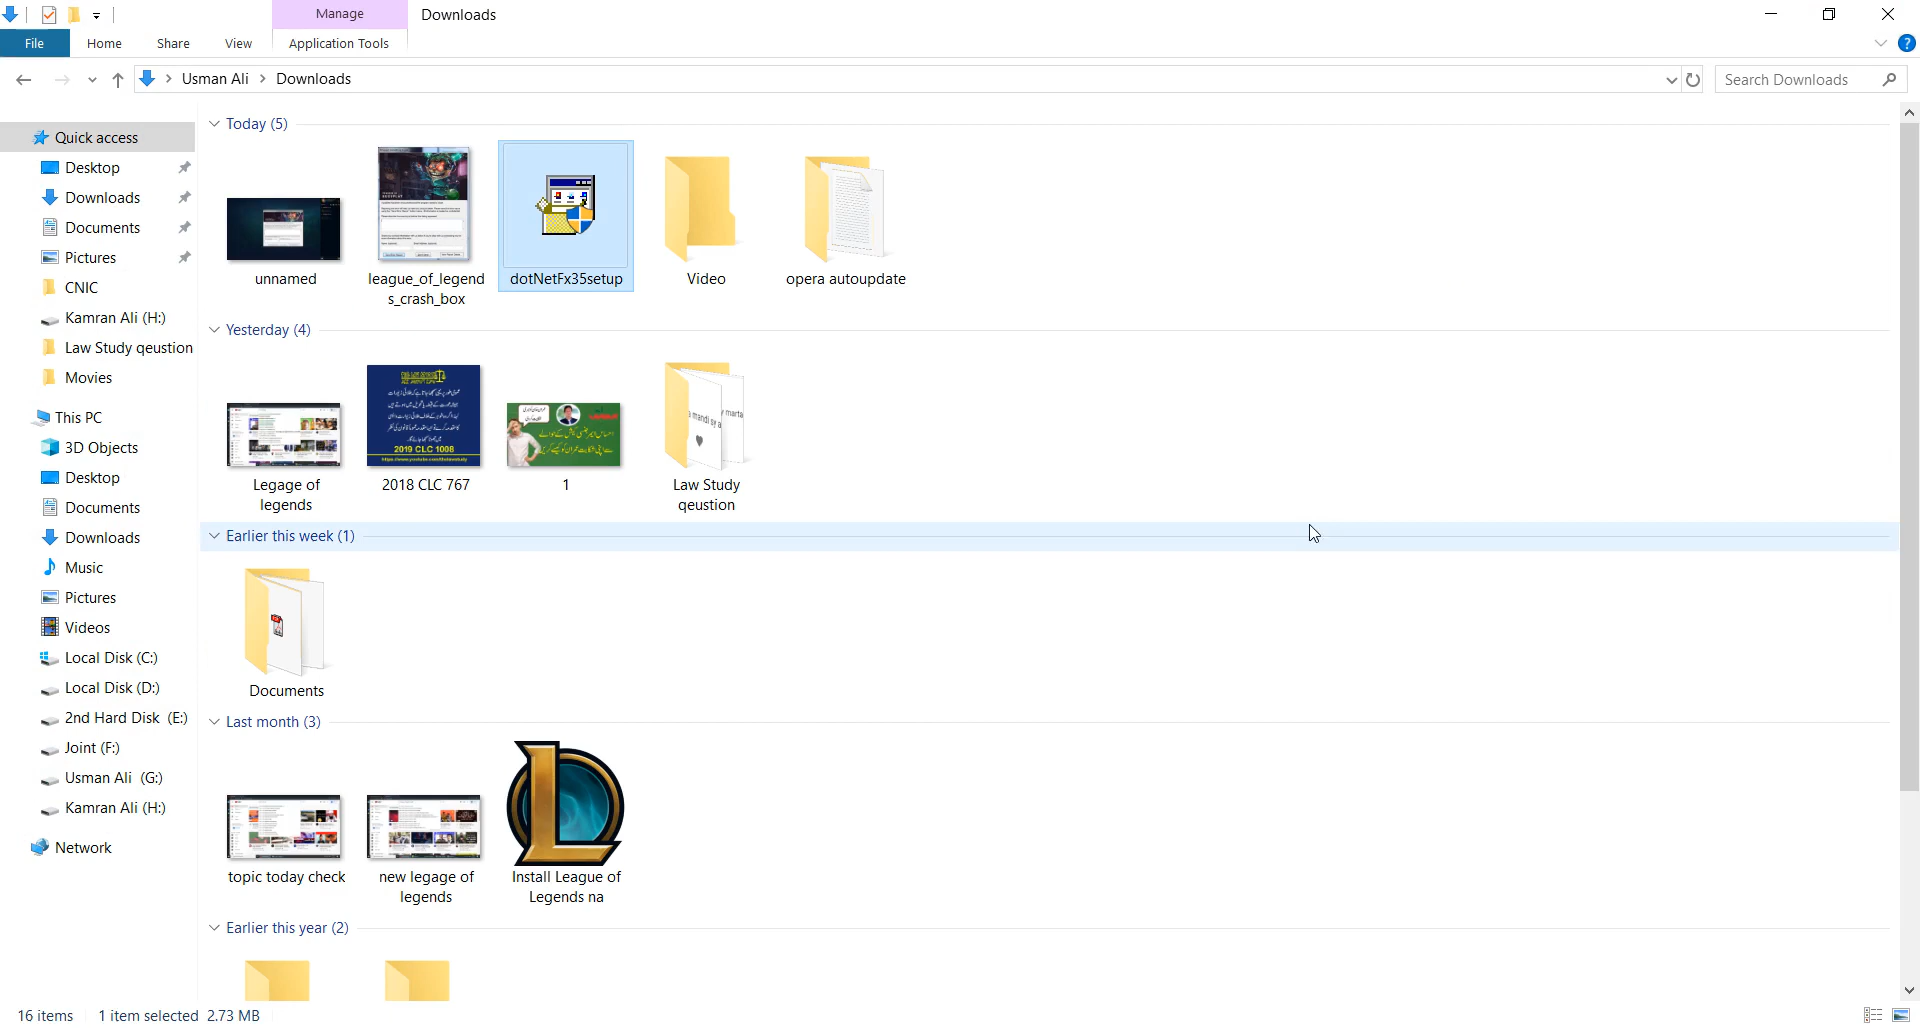 Manage
Downloads
File
Home
Share
View
Application Tools
Usman Ali
Downloads
Search Downloads
Quick access
Desktop
Downloads
Documents
Pictures
CNIC
Kamran Ali (H:)
Law Study qeustion
Movies
This PC
3D Objects
Desktop
Documents
Downloads
Music
Pictures
Videos
Local Disk (C:)
Local Disk (D:)
2nd Hard Disk (E:)
Joint (F:)
Usman Ali (G:)
Kamran Ali (H:)
Network
Today (5)
unnamed
league_of_legend
s_crash_box
dotNetFx35setup
Video
opera autoupdate
Yesterday (4)
2019 CLC 1008
a mandi sy a
y marta
Legage of
legends
2018 CLC 767
1
Law Study
qeustion
Earlier this week (1)
Documents
Last month (3)
topic today check
new legage of
legends
Install League of
Legends na
Earlier this year (2)
16 items
1 item selected 2.73 MB